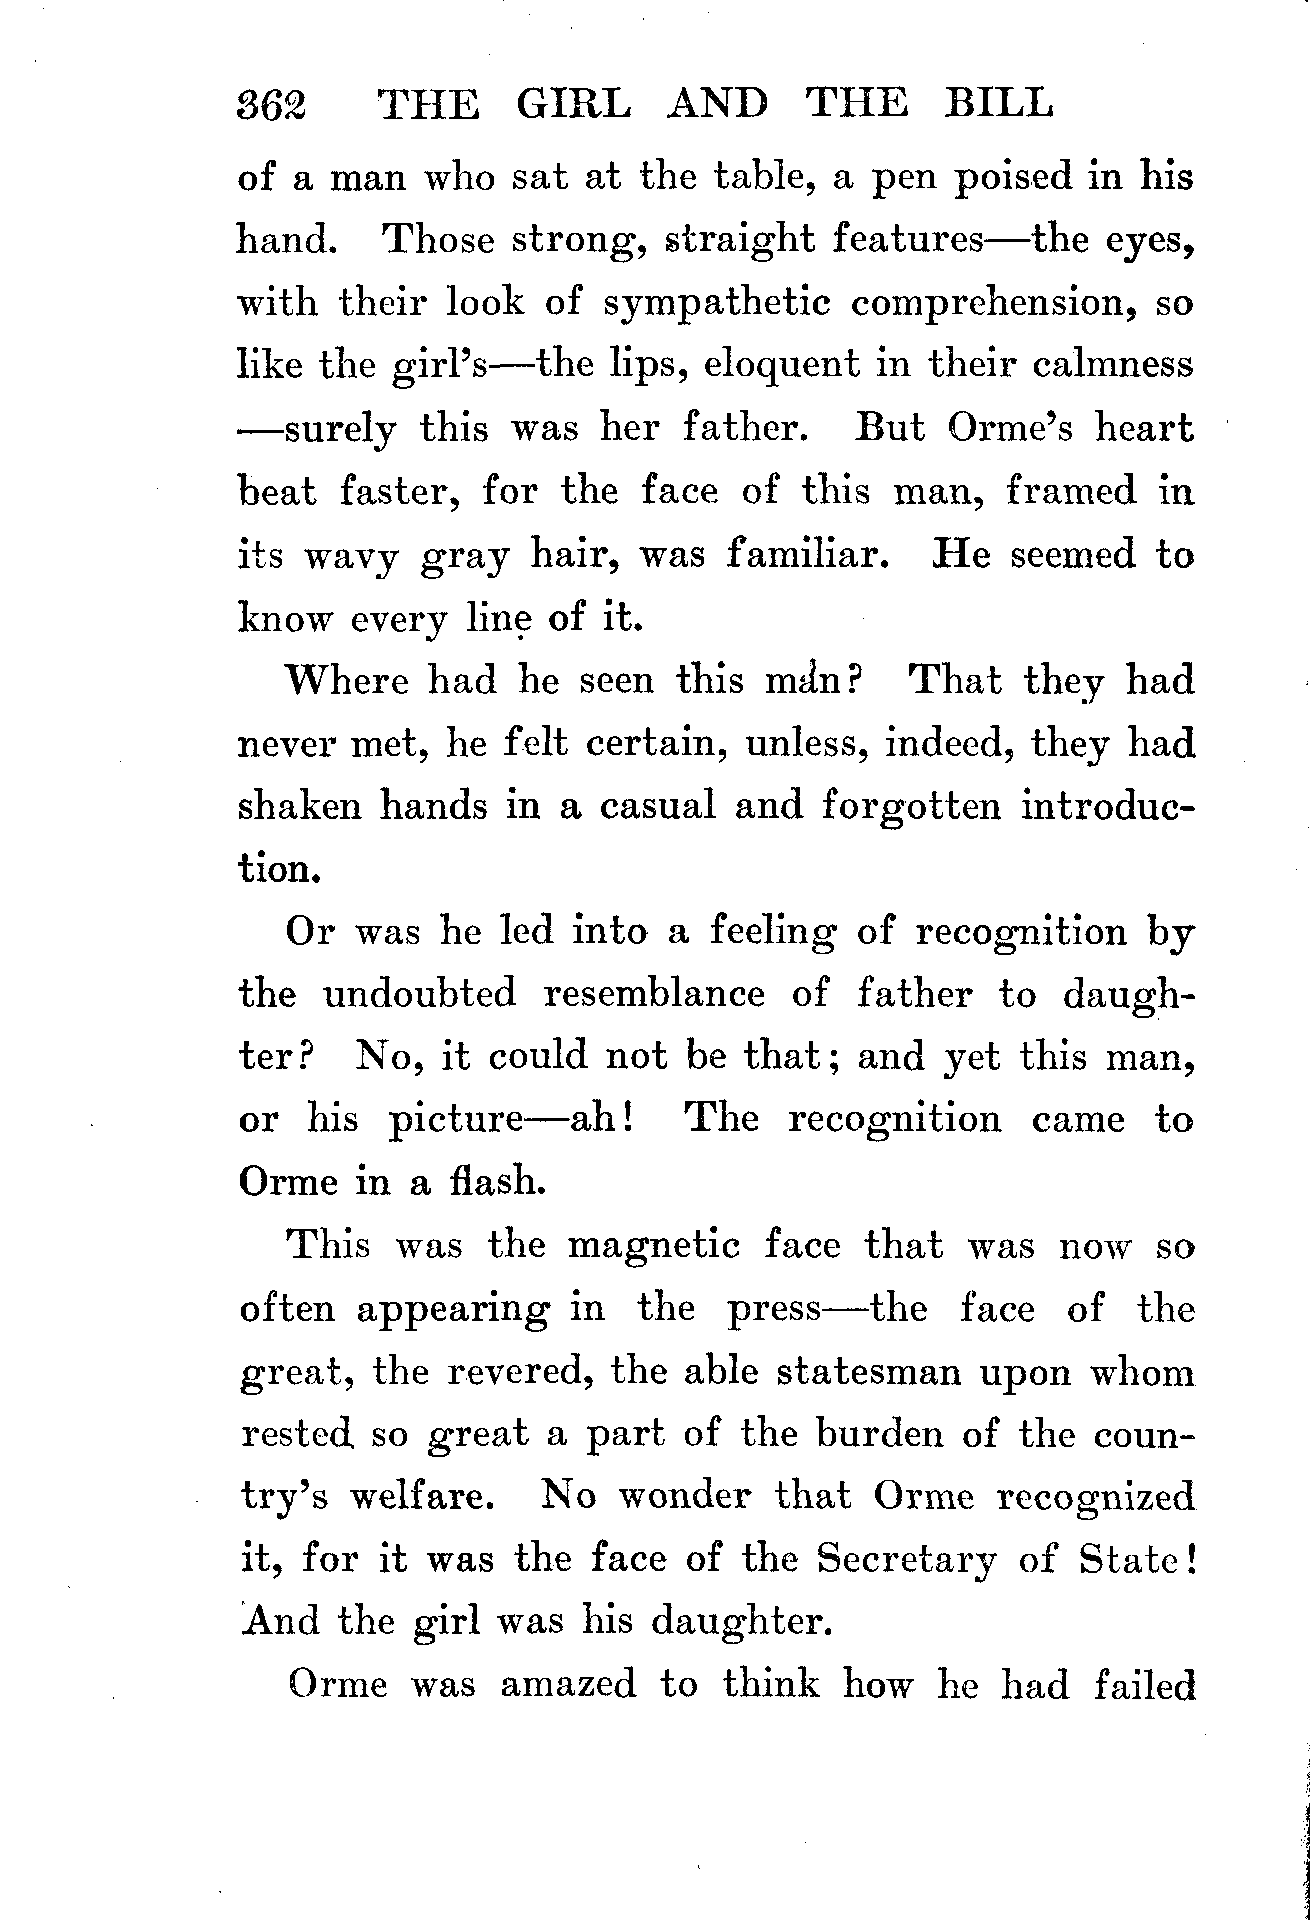 362 THE GIRL AND THE BILL
of a man who sat at the table, a pen poised in his
hand. Those strong, straight features—the eyes,
with their look of sympathetic comprehension, so
like the girl's—the lips, eloquent in their calmness
—surely this was her father. But Orme's heart
beat faster, for the face of this man, framed in
its wavy gray hair, was familiar. He seemed to
know every line of it.
Where had he seen this man? That they had
never met, he felt certain, unless, indeed, they had
shaken hands in a casual and forgotten introduc-
tion.
Or was he led into a feeling of recognition by
the undoubted resemblance of father to daugh-
ter? No, it could not be that; and yet this man,
or his picture—ah! The recognition came to
Orme in a flash.
This was the magnetic face that was now so
often appearing in the press—the face of the
great, the revered, the able statesman upon whom
rested so great a part of the burden of the coun-
try's welfare. No wonder that Orme recognized
it, for it was the face of the Secretary of State!
And the girl was his daughter.
Orme was amazed to think how he had failed